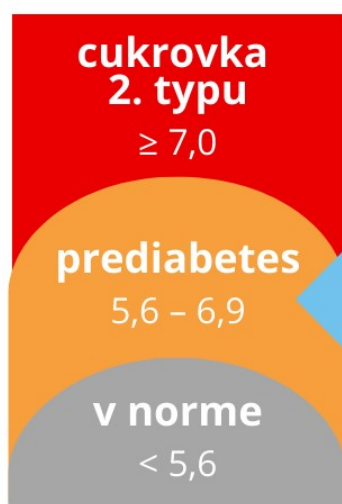 cukrovka
2. typu
≥ 7,0
prediabetes
5,6 – 6,9
v norme
< 5,6